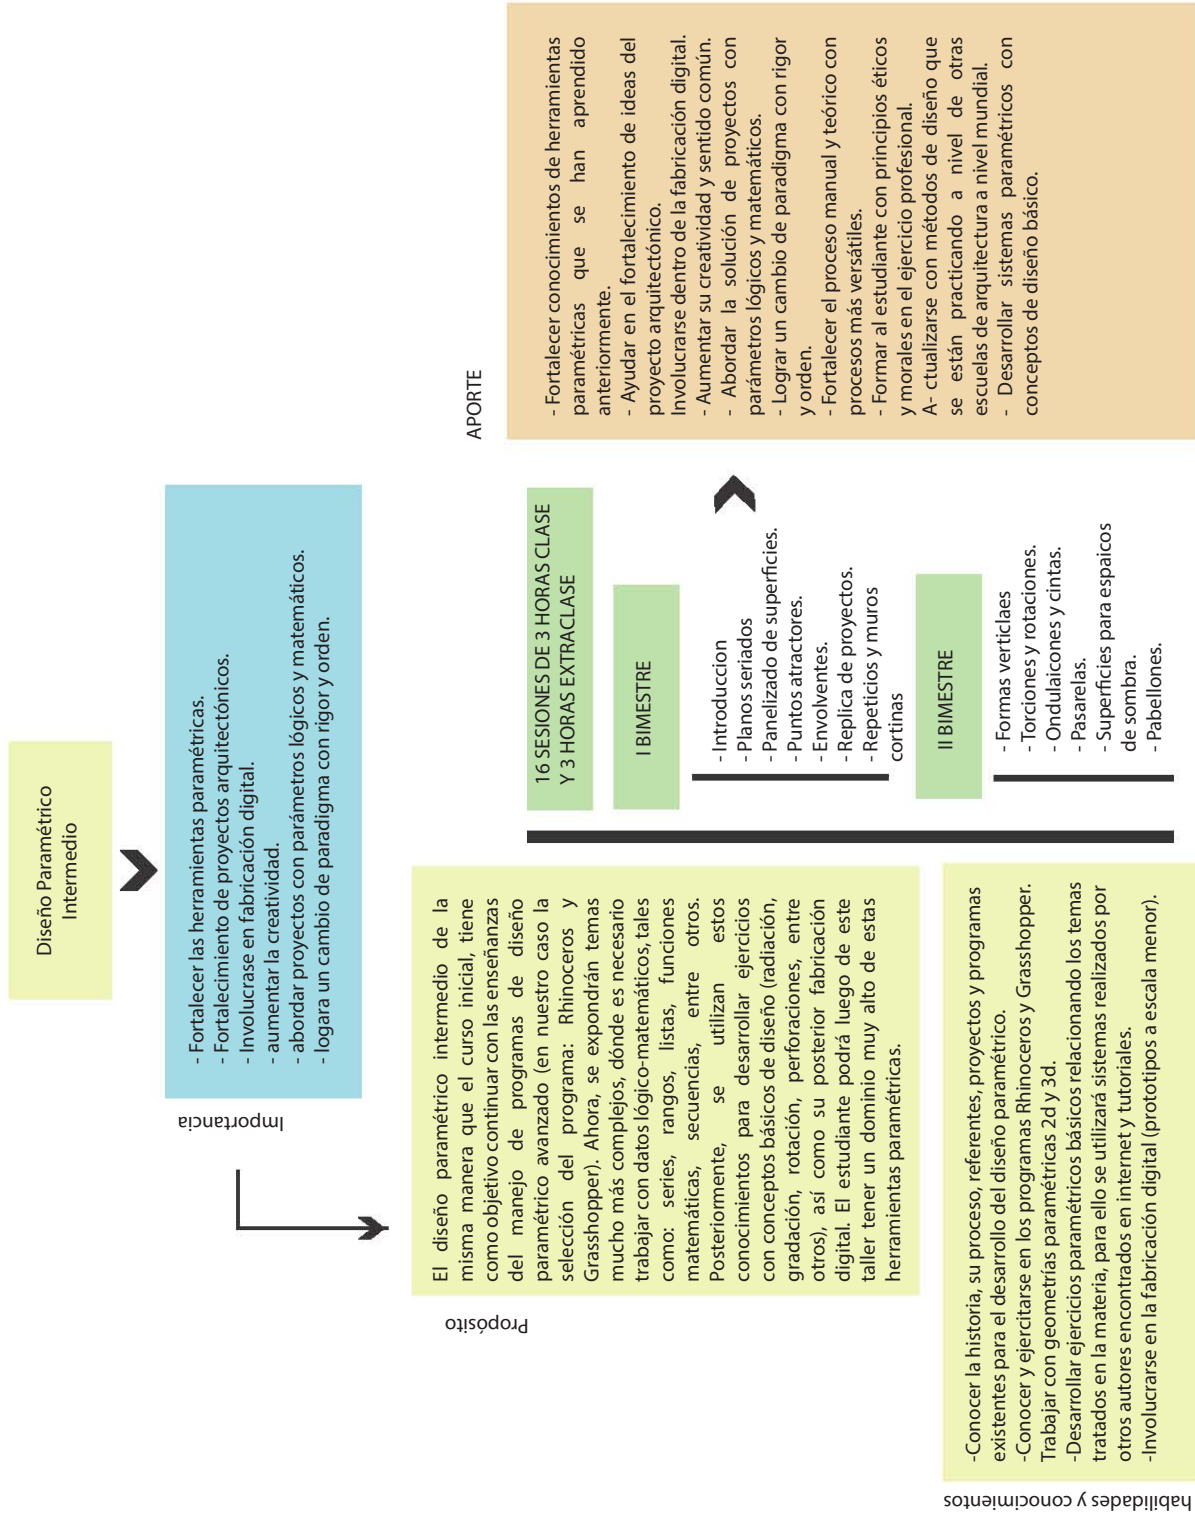 Diseño Paramétrico
Intermedio
Importancia
- Fortalecer las herramientas paramétricas.
- Fortalecimiento de proyectos arquitectónicos.
- Involucrase en fabricación digital.
- aumentar la creatividad.
- abordar proyectos con parámetros lógicos y matemáticos.
- logara un cambio de paradigma con rigor y orden.
Propósito
El diseño paramétrico intermedio de la
misma manera que el curso inicial, tiene
como objetivo continuar con las enseñanzas
del manejo de programas de diseño
paramétrico avanzado (en nuestro caso la
selección del programa: Rhinoceros y
Grasshopper). Ahora, se expondrán temas
mucho más complejos, dónde es necesario
trabajar con datos lógico-matemáticos, tales
como: series, rangos, listas, funciones
matemáticas, secuencias, entre otros.
Posteriormente, se utilizan estos
conocimientos para desarrollar ejercicios
con conceptos básicos de diseño (radiación,
gradación, rotación, perforaciones, entre
otros), así como su posterior fabricación
digital. El estudiante podrá luego de este
taller tener un dominio muy alto de estas
herramientas paramétricas.
habilidades y conocimientos
-Conocer la historia, su proceso, referentes, proyectos y programas
existentes para el desarrollo del diseño paramétrico.
-Conocer y ejercitarse en los programas Rhinoceros y Grasshopper.
Trabajar con geometrías paramétricas 2d y 3d.
-Desarrollar ejercicios paramétricos básicos relacionando los temas
tratados en la materia, para ello se utilizará sistemas realizados por
otros autores encontrados en internet y tutoriales.
-Involucrarse en la fabricación digital (prototipos a escala menor).
16 SESIONES DE 3 HORAS CLASE
Y 3 HORAS EXTRACLASE
I BIMESTRE
- Introduccion
- Planos seriados
- Panelizado de superficies.
- Puntos atractores.
- Envolventes.
- Replica de proyectos.
- Repeticios y muros
cortinas
II BIMESTRE
- Formas verticlaes
- Torciones y rotaciones.
- Ondulaicones y cintas.
- Pasarelas.
- Superficies para espaicos
de sombra.
- Pabellones.
APORTE
- Fortalecer conocimientos de herramientas
paramétricas que se han aprendido
anteriormente.
- Ayudar en el fortalecimiento de ideas del
proyecto arquitectónico.
Involucrarse dentro de la fabricación digital.
- Aumentar su creatividad y sentido común.
- Abordar la solución de proyectos con
parámetros lógicos y matemáticos.
- Lograr un cambio de paradigma con rigor
y orden.
- Fortalecer el proceso manual y teórico con
procesos más versátiles.
- Formar al estudiante con principios éticos
y morales en el ejercicio profesional.
A- ctualizarse con métodos de diseño que
se están practicando a nivel de otras
escuelas de arquitectura a nivel mundial.
- Desarrollar sistemas paramétricos con
conceptos de diseño básico.